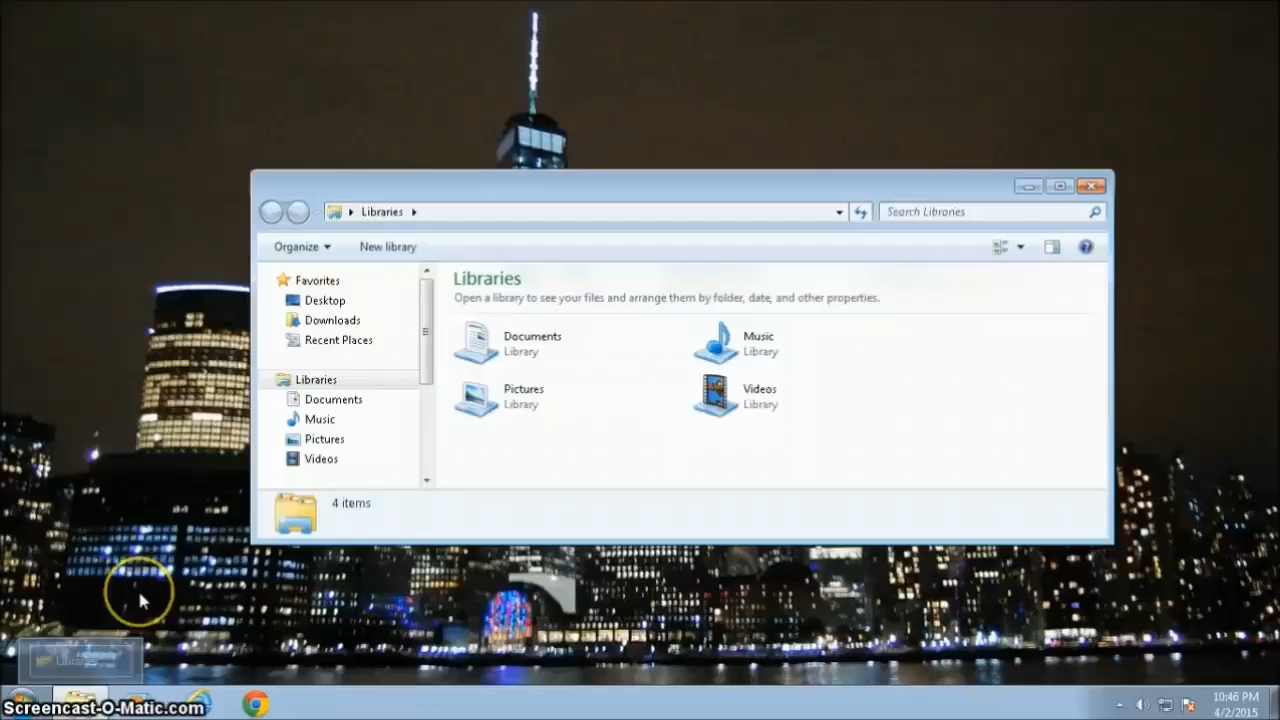 Libraries
Search Libraries
Organize
New library
Favorites
Desktop
Downloads
Recent Places
Libraries
Documents
Music
Pictures
Videos
Libraries
Open a library to see your files and arrange them by folder, date, and other properties.
Documents
Library
Music
Library
Pictures
Library
Videos
Library
4 items
Screencast-O-Matic.com
10:46 PM
4/2/2015